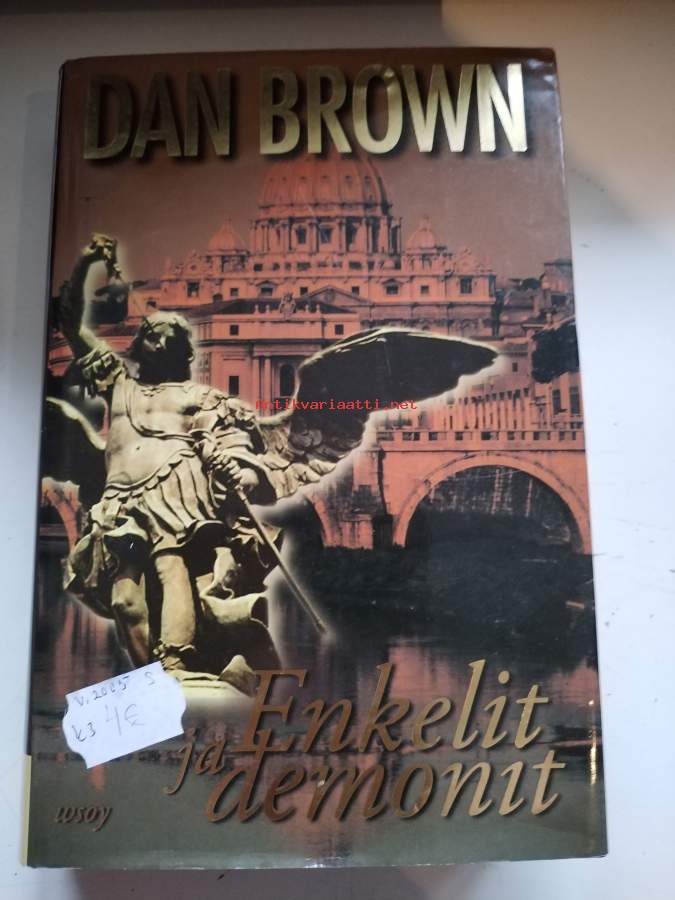 DAN BROWN
antikvariaatti.net
Enkelit
ja demonit
v. 2005 S
k3 4€
wsoy